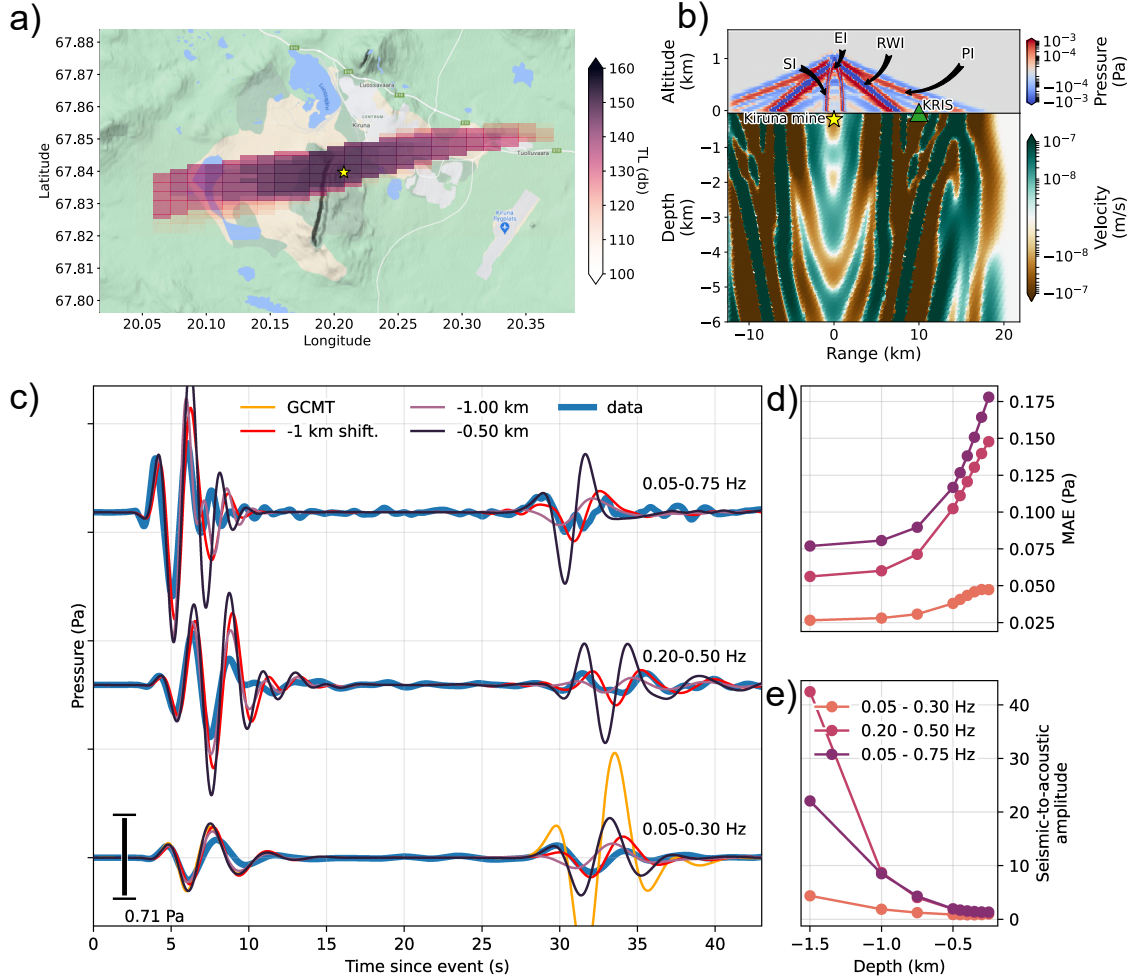 a)
67.88
67.87
67.86
67.85
67.84
67.83
67.82
67.81
67.80
Latitude
20.05 20.10 20.15 20.20 20.25 20.30 20.35
Longitude
Luossavaara
CENTRUM
Kiruna
Tuolluvaara
Kiruna
flygplats
160
150
140
130
120
110
100
TL (db)
b)
Altitude
(km)
1
0
EI
RWI
SI
PI
KRIS
Kiruna mine
10⁻³
10⁻⁴
−10⁻⁴
−10⁻³
Pressure
(Pa)
Depth
(km)
−1
−2
−3
−4
−5
−6
−10 0 10 20
Range (km)
10⁻⁷
10⁻⁸
−10⁻⁸
−10⁻⁷
Velocity
(m/s)
c)
GCMT
-1 km shift.
-1.00 km
-0.50 km
data
0.05-0.75 Hz
0.20-0.50 Hz
0.05-0.30 Hz
0.71 Pa
Pressure (Pa)
0 5 10 15 20 25 30 35 40
Time since event (s)
d)
0.175
0.150
0.125
0.100
0.075
0.050
0.025
MAE (Pa)
e)
0.05 - 0.30 Hz
0.20 - 0.50 Hz
0.05 - 0.75 Hz
40
30
20
10
0
Seismic-to-acoustic
amplitude
−1.5 −1.0 −0.5
Depth (km)